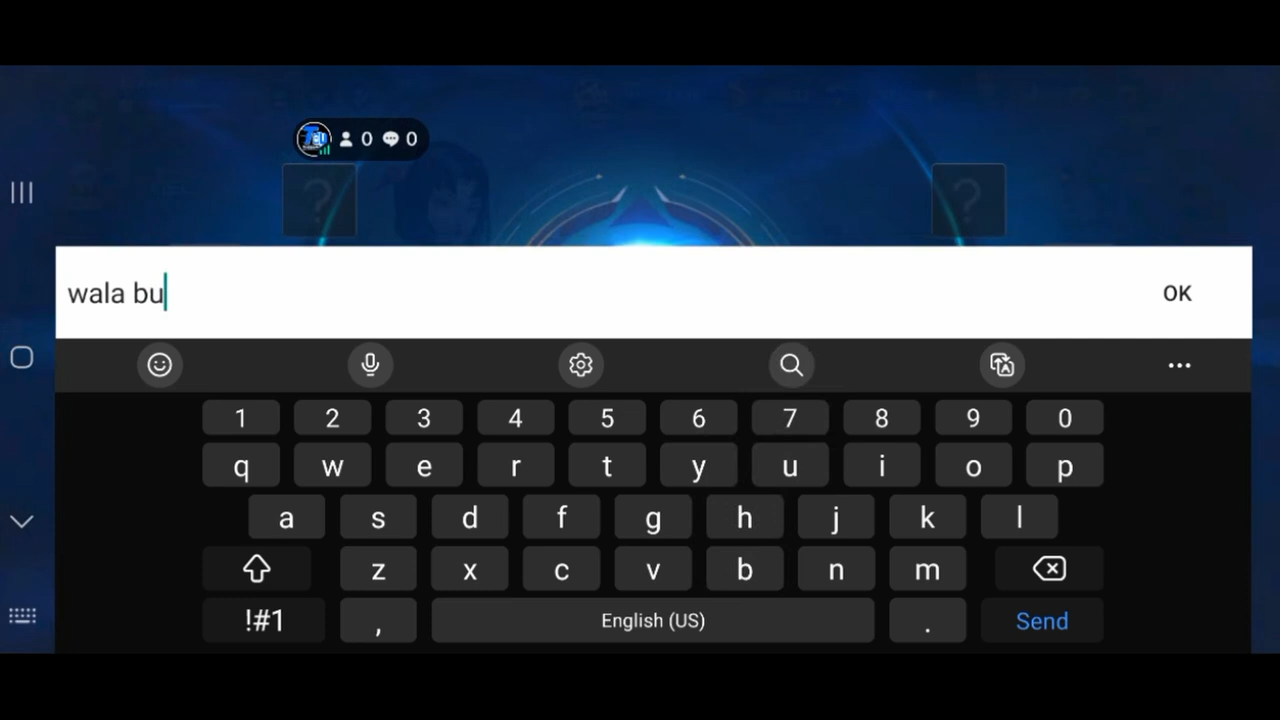 0 0
? ?
wala bu
OK
1 2 3 4 5 6 7 8 9 0
q w e r t y u i o p
a s d f g h j k l
z x c v b n m
!#1 , English (US) . Send